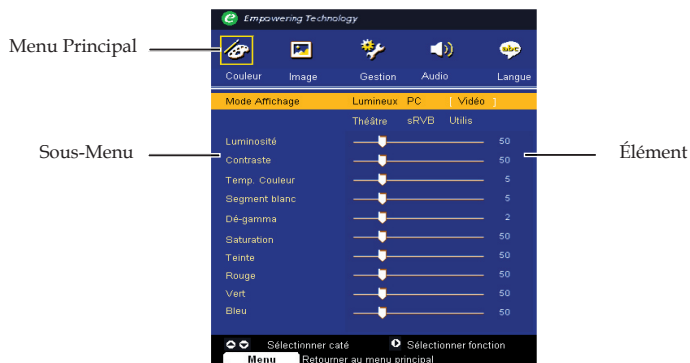 Empowering Technology
Menu Principal
Couleur Image Gestion Audio Langue
Mode Affichage Lumineux PC [ Vidéo ]
Théâtre sRVB Utilis
Luminosité 50
Sous-Menu
Élément
Contraste 50
Temp. Couleur 5
Segment blanc 5
Dé-gamma 2
Saturation 50
Teinte 50
Rouge 50
Vert 50
Bleu 50
Sélectionner caté Sélectionner fonction
Menu Retourner au menu principal